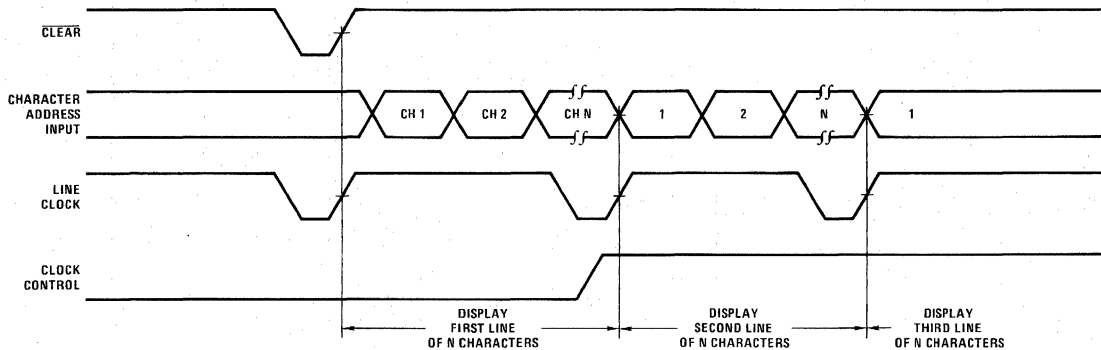 CLEAR
CHARACTER
ADDRESS
INPUT
CH 1 CH 2 CH N 1 2 N 1
LINE
CLOCK
CLOCK
CONTROL
DISPLAY
FIRST LINE
OF N CHARACTERS
DISPLAY
SECOND LINE
OF N CHARACTERS
DISPLAY
THIRD LINE
OF N CHARACTERS